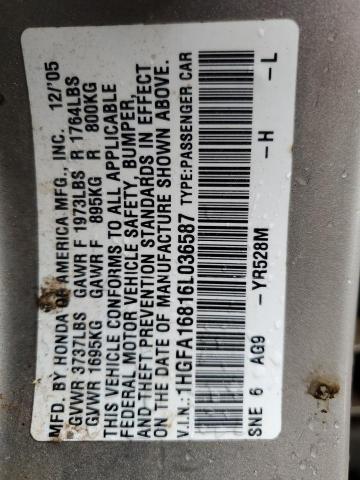 MFD. BY HONDA OF AMERICA MFG., INC. 12/'05
GVWR 3737LBS GAWR F 1973LBS R 1764LBS
GVWR 1695KG GAWR F 895KG R 800KG
THIS VEHICLE CONFORMS TO ALL APPLICABLE
FEDERAL MOTOR VEHICLE SAFETY, BUMPER,
AND THEFT PREVENTION STANDARDS IN EFFECT
ON THE DATE OF MANUFACTURE SHOWN ABOVE.
V.I.N.: 1HGFA16816L036587 TYPE:PASSENGER CAR
SNE 6 AG9 -YR528M -H -L